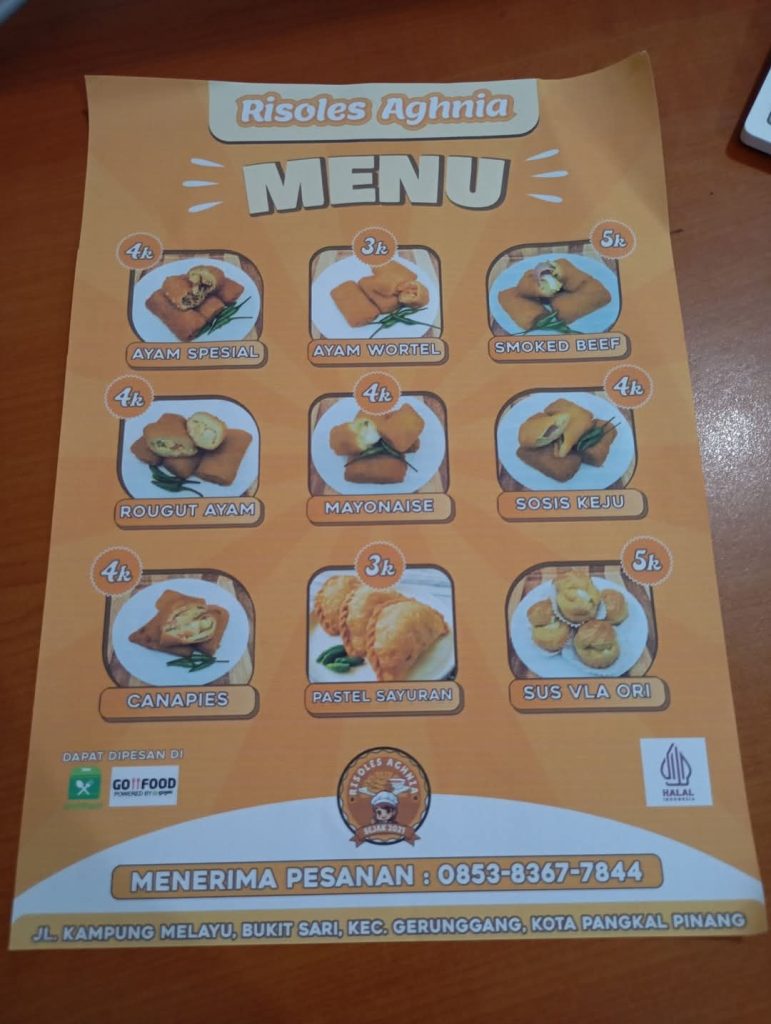 Risoles Aghnia
MENU
4k
AYAM SPESIAL
3k
AYAM WORTEL
5k
SMOKED BEEF
4k
ROUGUT AYAM
4k
MAYONAISE
4k
SOSIS KEJU
4k
CANAPIES
3k
PASTEL SAYURAN
5k
SUS VLA ORI
DAPAT DIPESAN DI
GOFOOD
POWERED BY gojek
RISOLES AGHNIA
SEJAK 2021
HALAL
INDONESIA
MENERIMA PESANAN : 0853-8367-7844
JL. KAMPUNG MELAYU, BUKIT SARI, KEC. GERUNGGANG, KOTA PANGKAL PINANG